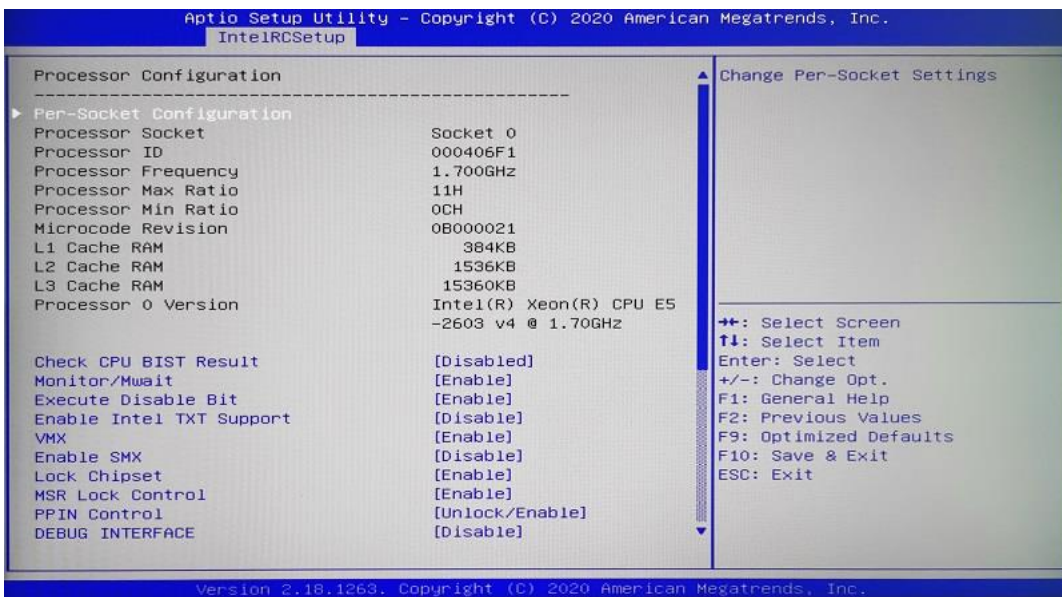 Aptio Setup Utility - Copyright (C) 2020 American Megatrends, Inc.
IntelRCSetup
Processor Configuration
Per-Socket Configuration
Processor Socket Socket 0
Processor ID 000406F1
Processor Frequency 1.700GHz
Processor Max Ratio 11H
Processor Min Ratio 0CH
Microcode Revision 0B000021
L1 Cache RAM 384KB
L2 Cache RAM 1536KB
L3 Cache RAM 15360KB
Processor 0 Version Intel(R) Xeon(R) CPU E5
-2603 v4 @ 1.70GHz
Check CPU BIST Result [Disabled]
Monitor/Mwait [Enable]
Execute Disable Bit [Enable]
Enable Intel TXT Support [Disable]
VMX [Enable]
Enable SMX [Disable]
Lock Chipset [Enable]
MSR Lock Control [Enable]
PPIN Control [Unlock/Enable]
DEBUG INTERFACE [Disable]
Change Per-Socket Settings
→←: Select Screen
↑↓: Select Item
Enter: Select
+/-: Change Opt.
F1: General Help
F2: Previous Values
F9: Optimized Defaults
F10: Save & Exit
ESC: Exit
Version 2.18.1263. Copyright (C) 2020 American Megatrends, Inc.